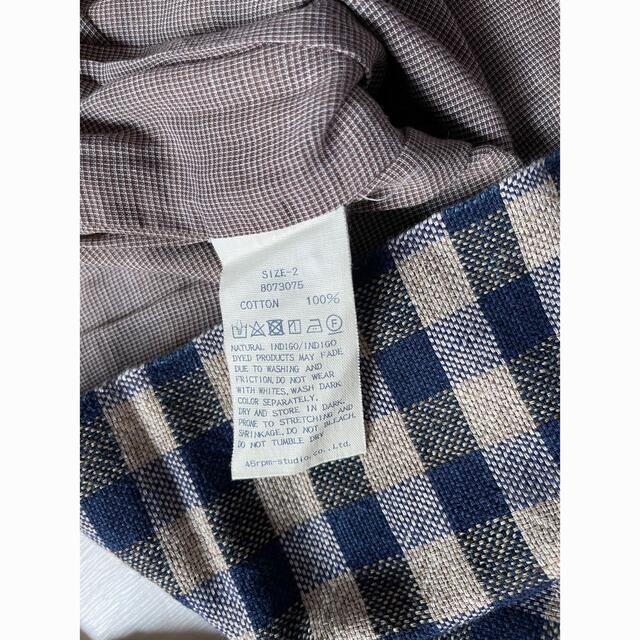 SIZE-2
8073075
COTTON 100%
NATURAL INDIGO/INDIGO
DYED PRODUCTS MAY FADE
DUE TO WASHING AND
FRICTION.DO NOT WEAR
WITH WHITES,WASH DARK
COLOR SEPARATELY.
DRY AND STORE IN DARK.
PRONE TO STRETCHING AND
SHRINKAGE.DO NOT BLEACH.
DO NOT TUMBLE DRY
45rpm-studio.co.,Ltd.